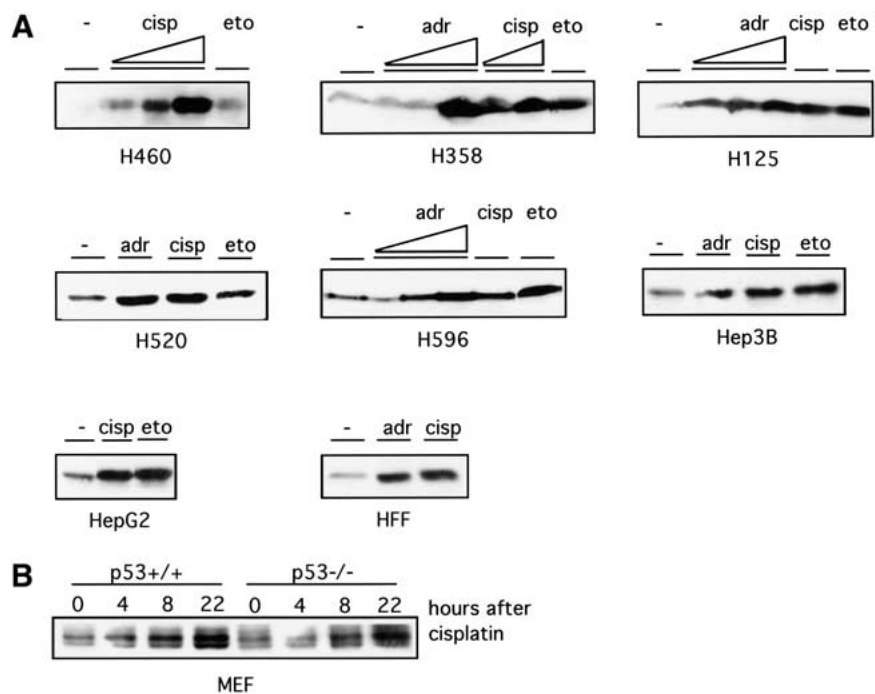 A
- cisp eto
- adr cisp eto
- adr cisp eto
H460
H358
H125
- adr cisp eto
- adr cisp eto
- adr cisp eto
H520
H596
Hep3B
- cisp eto
- adr cisp
HepG2
HFF
B
p53+/+ p53-/-
0 4 8 22 0 4 8 22 hours after
cisplatin
MEF